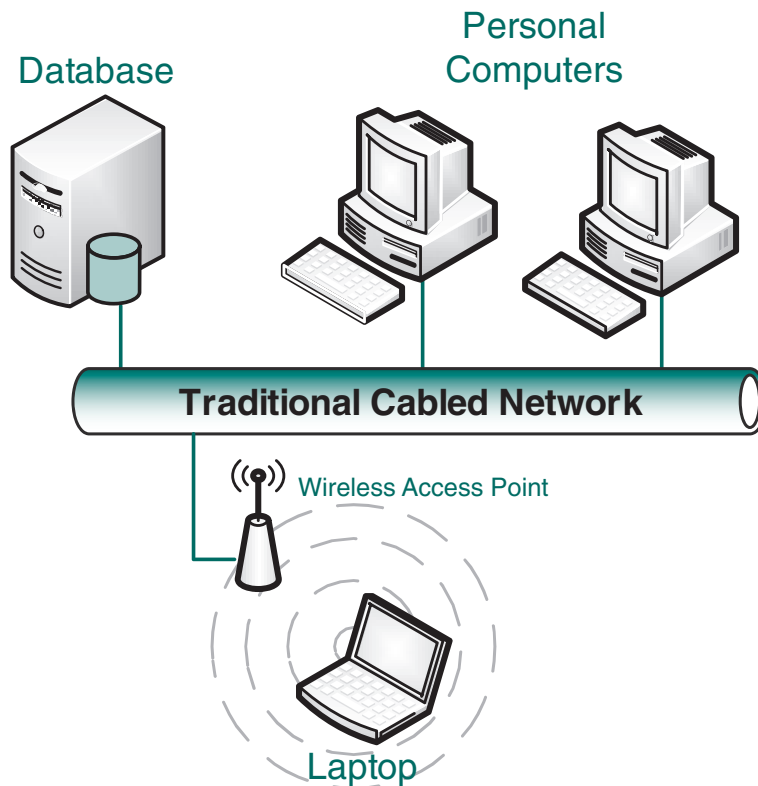 Database
Personal
Computers
Traditional Cabled Network
Wireless Access Point
Laptop